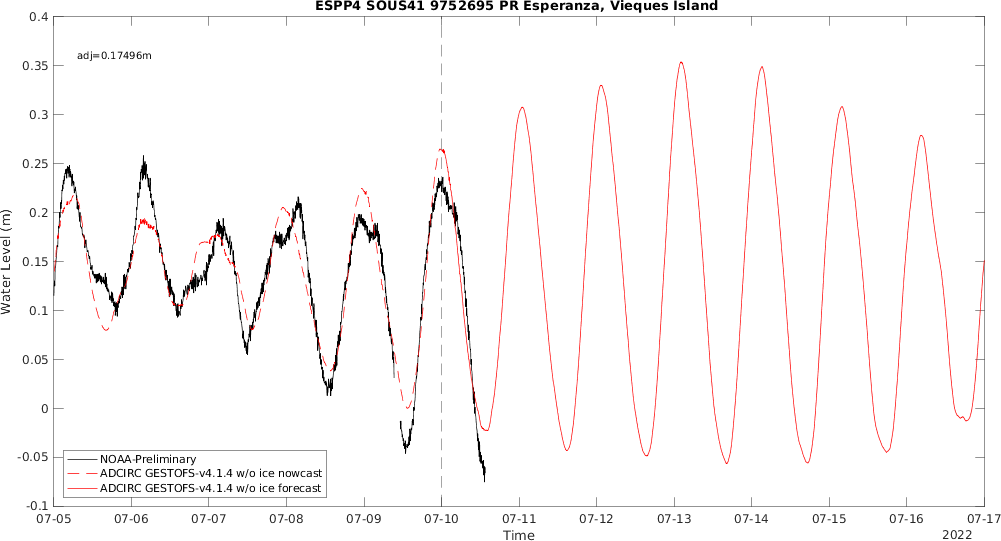 ESPP4 SOUS41 9752695 PR Esperanza, Vieques Island
adj=0.17496m
0.4
0.35
0.3
0.25
0.2
0.15
0.1
0.05
0
-0.05
-0.1
Water Level (m)
NOAA-Preliminary
ADCIRC GESTOFS-v4.1.4 w/o ice nowcast
ADCIRC GESTOFS-v4.1.4 w/o ice forecast
07-05 07-06 07-07 07-08 07-09 07-10 07-11 07-12 07-13 07-14 07-15 07-16 07-17
Time
2022